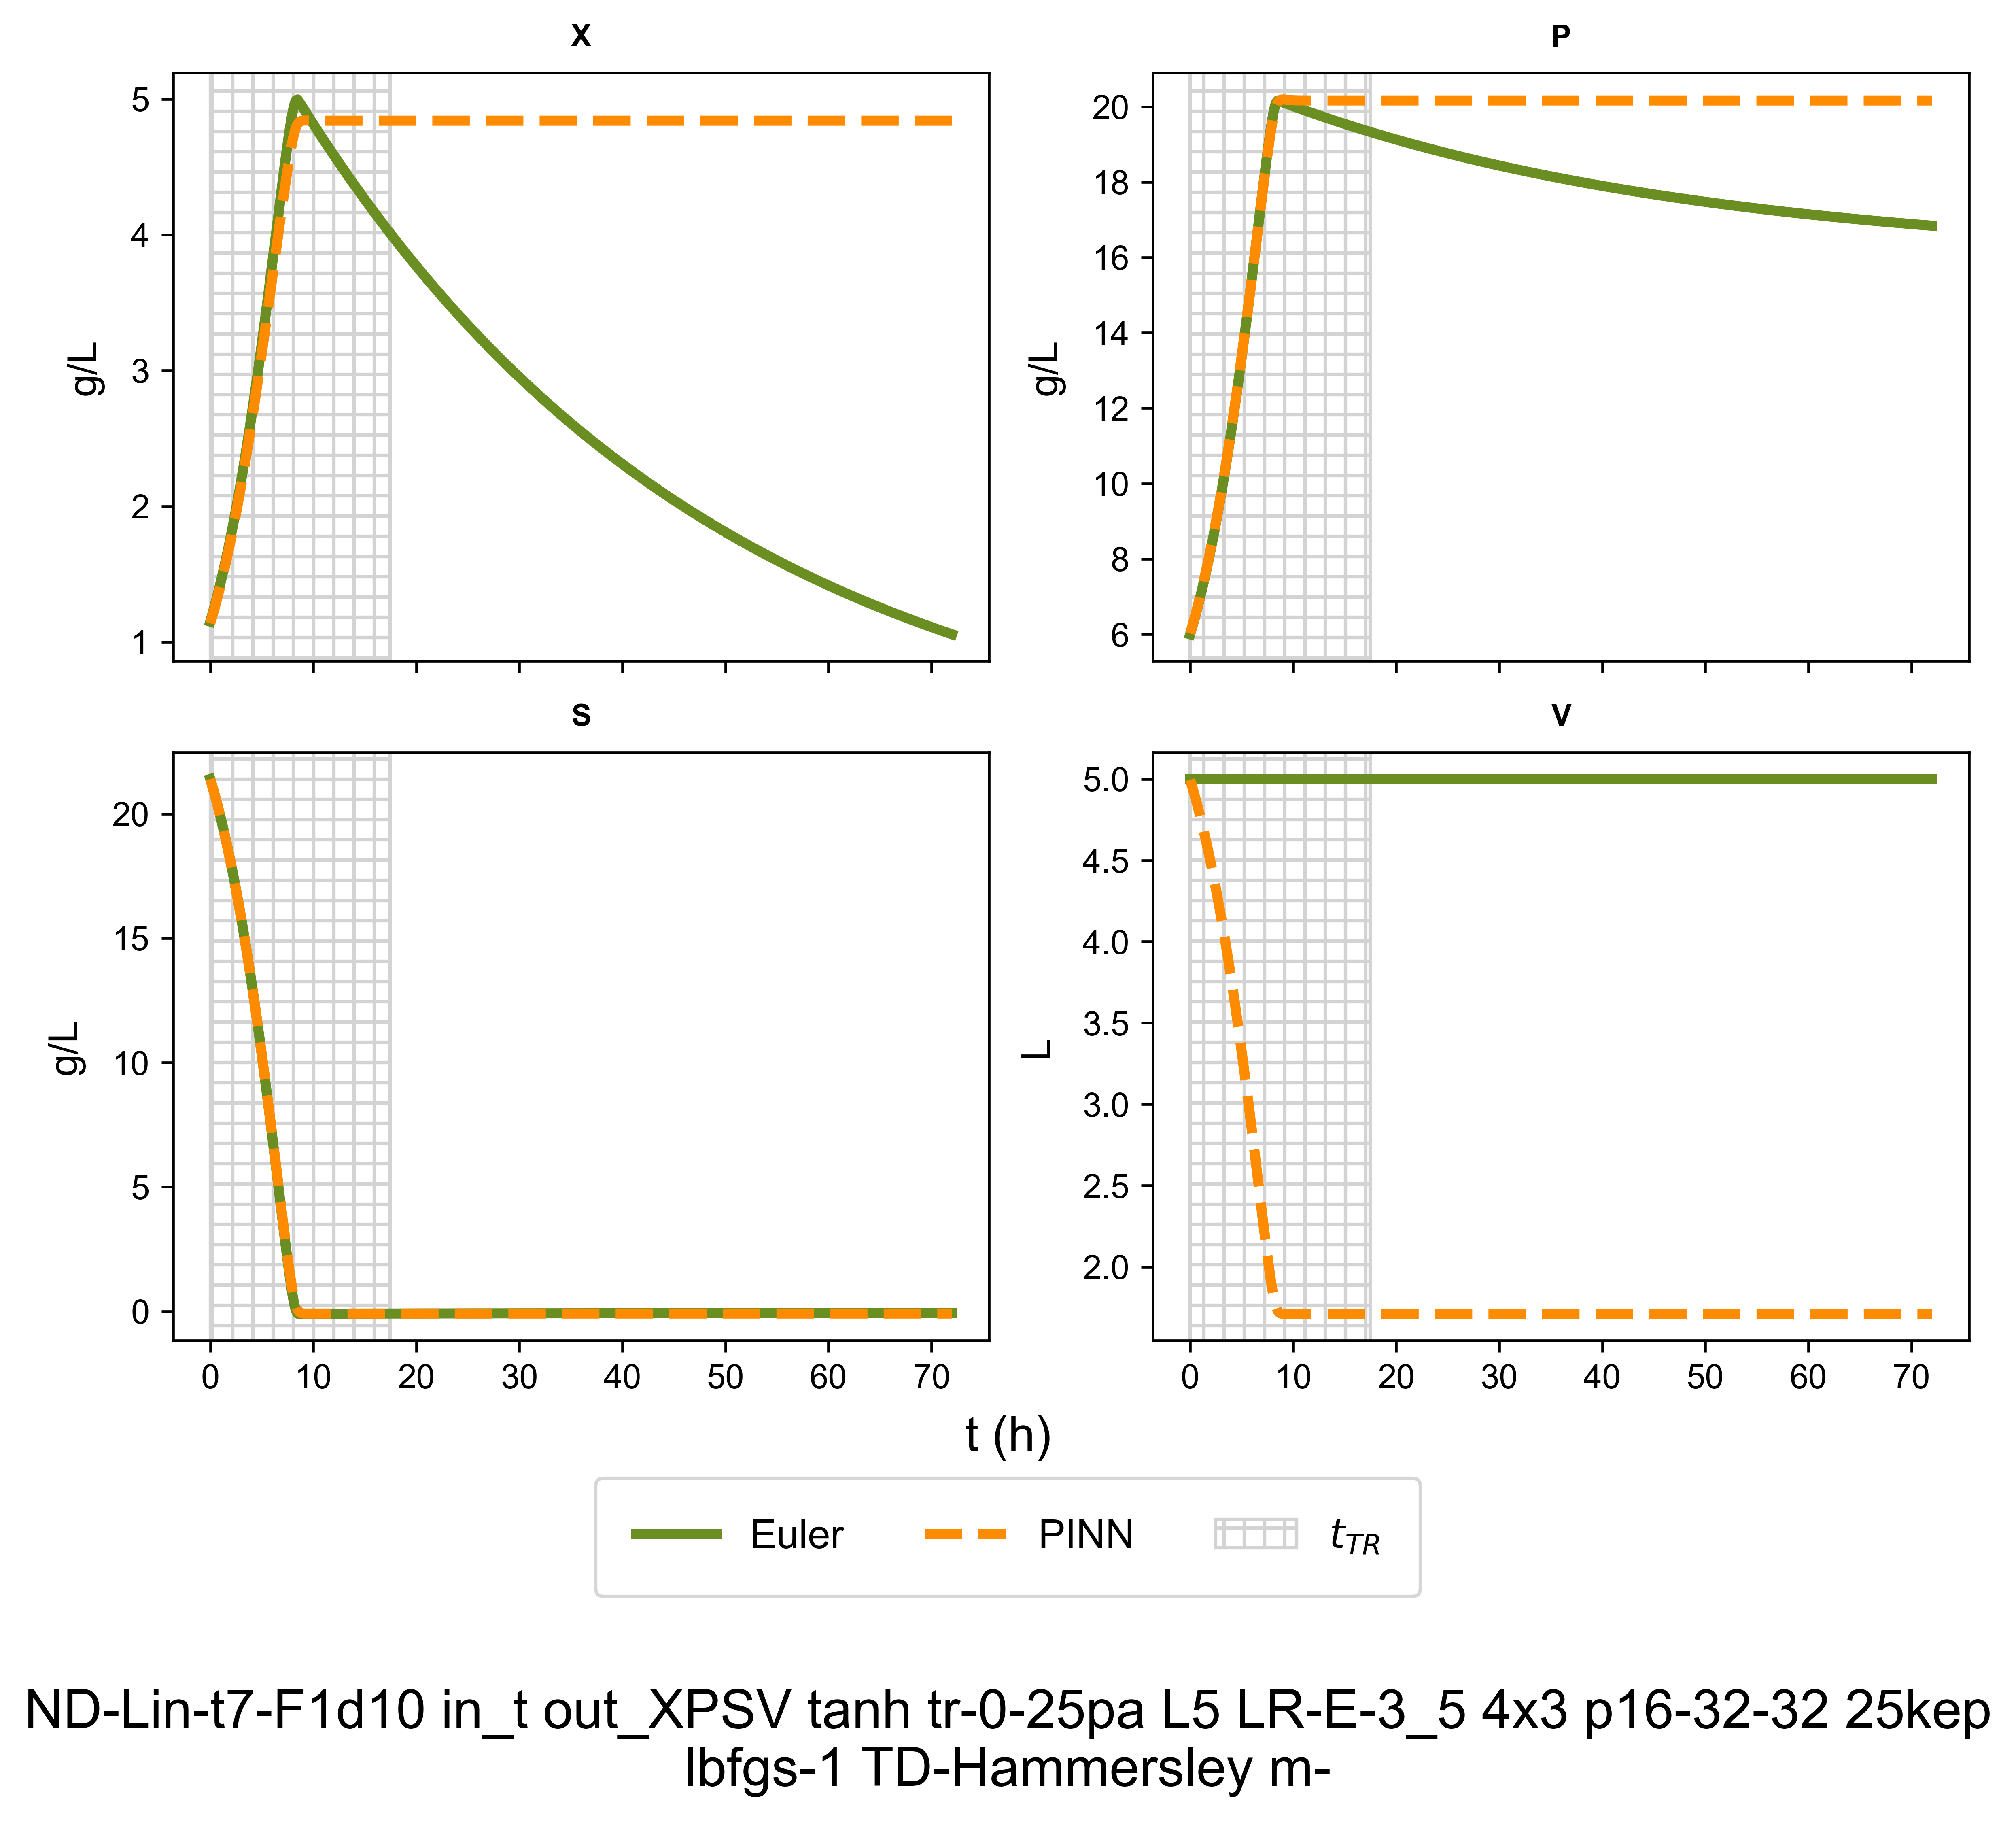 X
P
5
4
3
2
1
g/L
20
18
16
14
12
10
8
6
g/L
S
V
20
15
10
5
0
g/L
5.0
4.5
4.0
3.5
3.0
2.5
2.0
L
0 10 20 30 40 50 60 70
0 10 20 30 40 50 60 70
t (h)
Euler PINN t_TR
ND-Lin-t7-F1d10 in_t out_XPSV tanh tr-0-25pa L5 LR-E-3_5 4x3 p16-32-32 25kep
lbfgs-1 TD-Hammersley m-